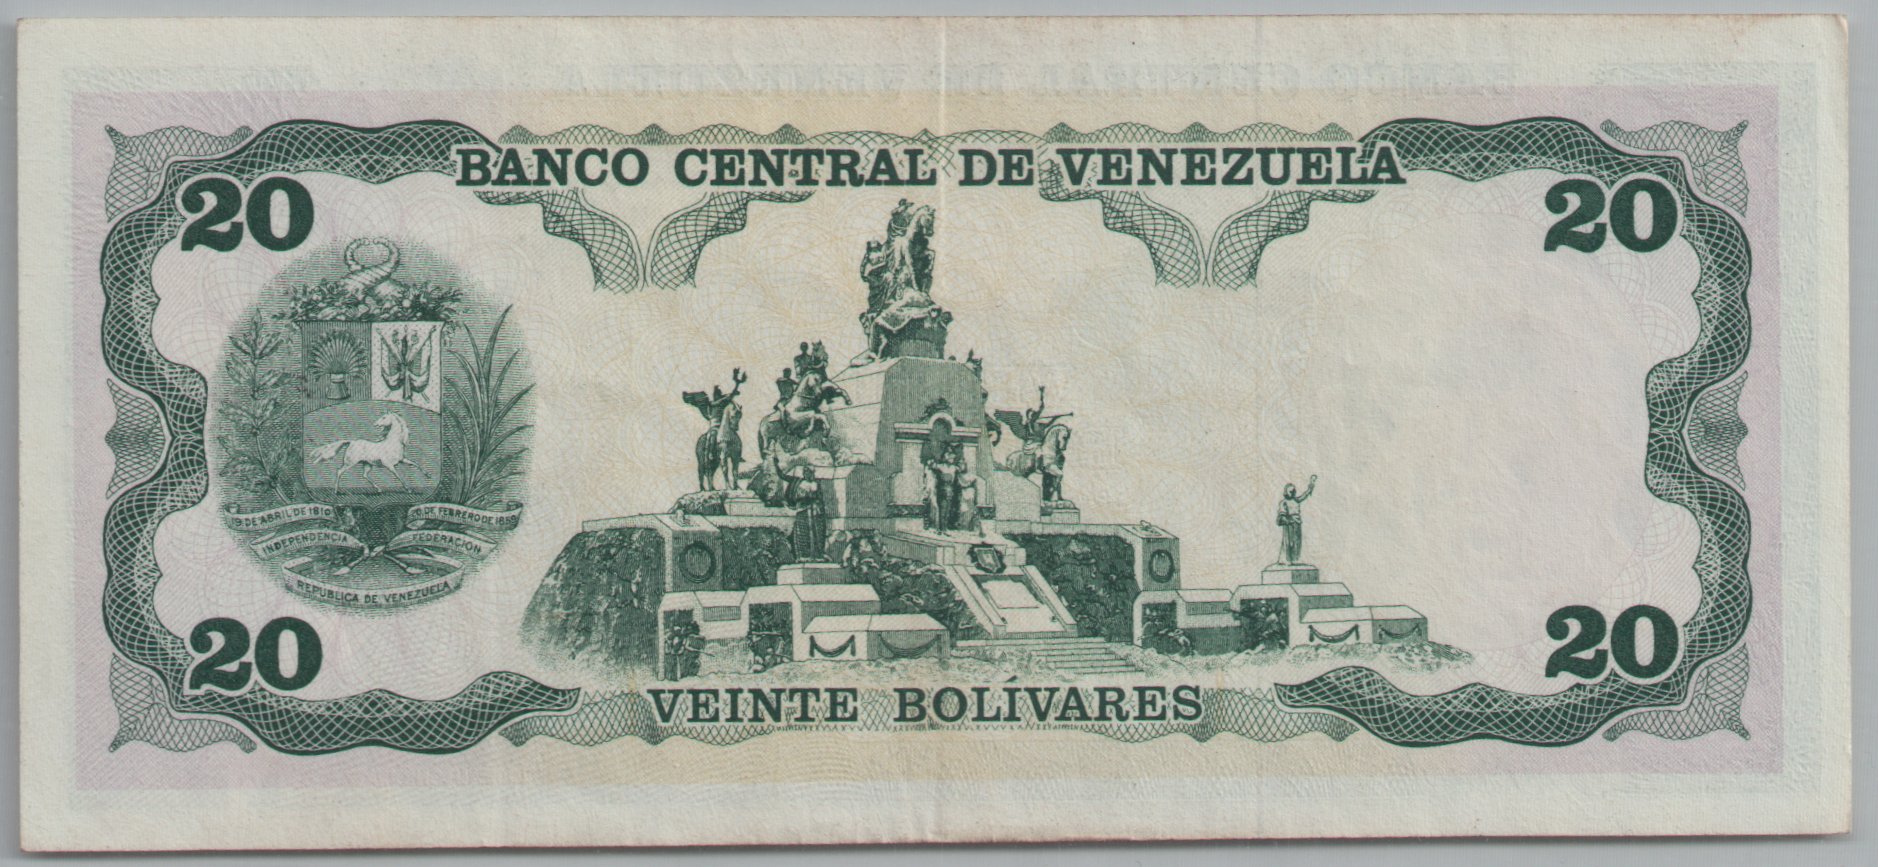 BANCO CENTRAL DE VENEZUELA
20
20
19 DE ABRIL DE 1810
20 DE FEBRERO DE 1859
INDEPENDENCIA
FEDERACION
REPUBLICA DE VENEZUELA
20
20
VEINTE BOLIVARES